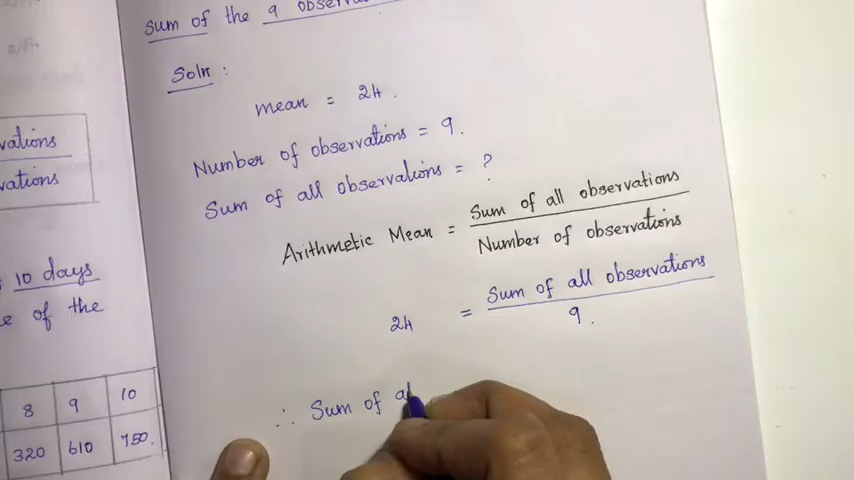 vations
vations
10 days
e of the
8 9 10
320 610 750.
Sum of the 9
Soln :
mean = 24.
Number of observations = 9.
Sum of all observations = ?
Arithmetic Mean = Sum of all observations
Number of observations
24 = Sum of all observations
9.
∴ Sum of al